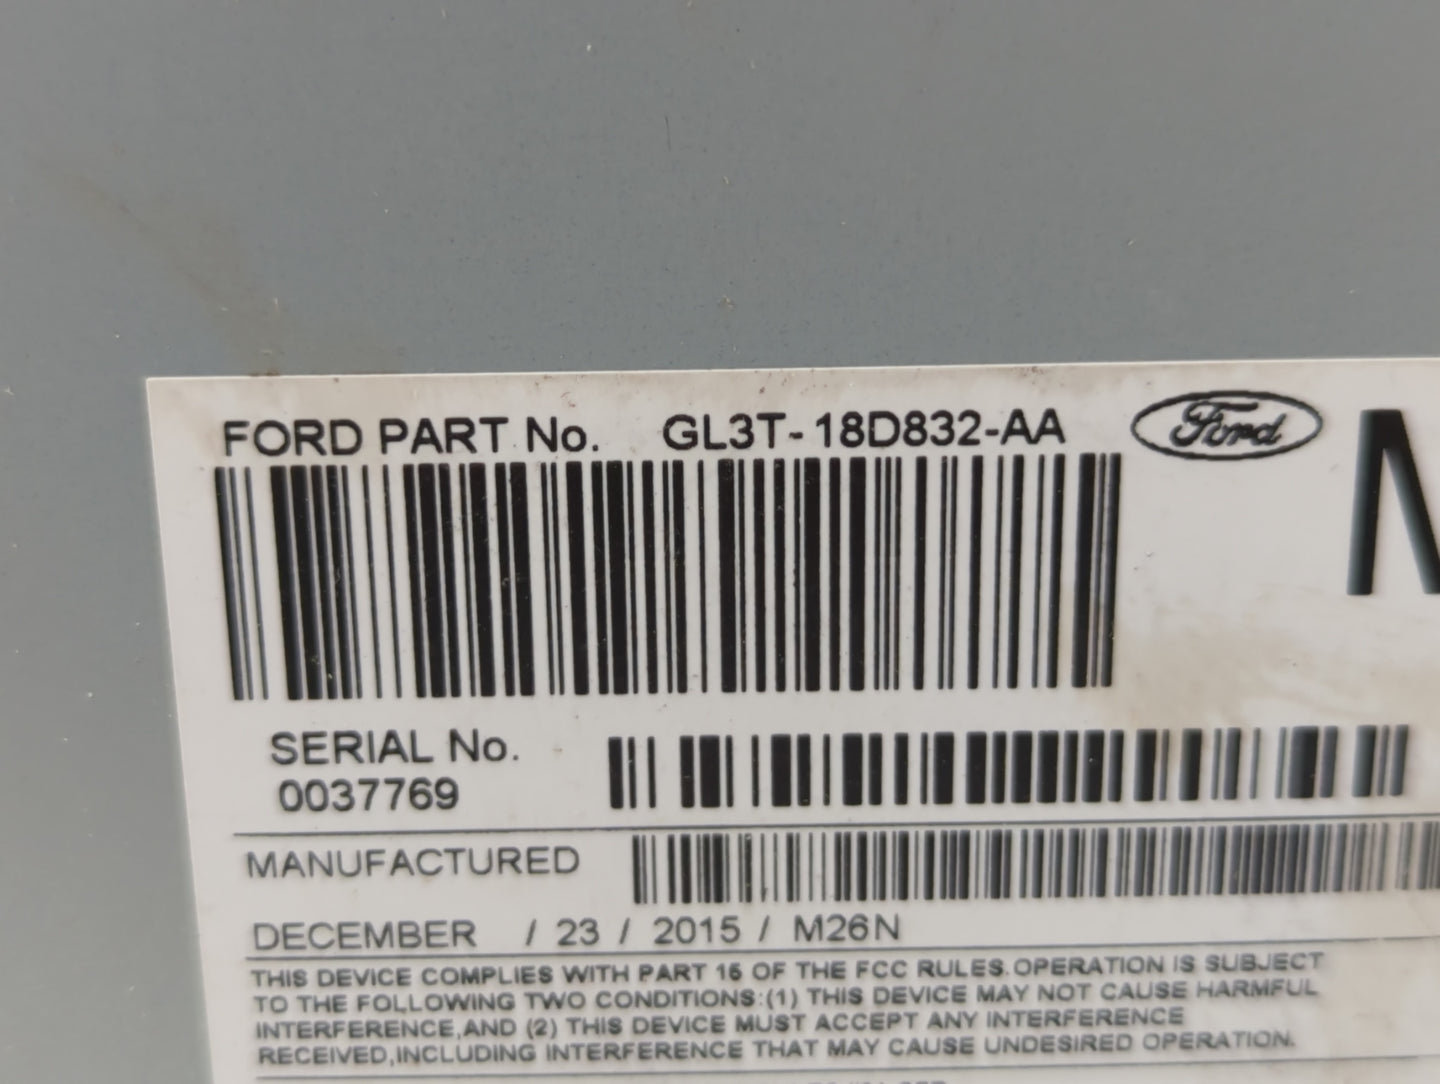 FORD PART No. GL3T-18D832-AA Ford
SERIAL No.
0037769
MANUFACTURED
DECEMBER / 23 / 2015 / M26N
THIS DEVICE COMPLIES WITH PART 15 OF THE FCC RULES.OPERATION IS SUBJECT
TO THE FOLLOWING TWO CONDITIONS:(1) THIS DEVICE MAY NOT CAUSE HARMFUL
INTERFERENCE,AND (2) THIS DEVICE MUST ACCEPT ANY INTERFERENCE
RECEIVED,INCLUDING INTERFERENCE THAT MAY CAUSE UNDESIRED OPERATION.